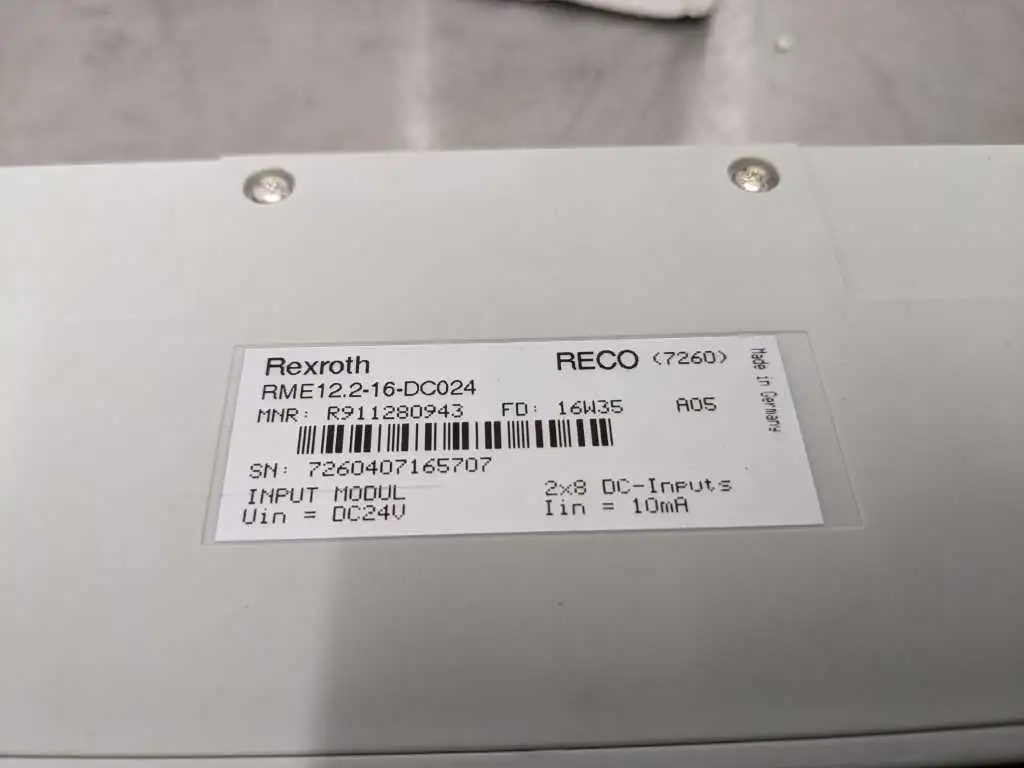 Rexroth RECO (7260)
RME12.2-16-DC024
MNR: R911280943 FD: 16W35 A05
SN: 7260407165707
INPUT MODUL 2x8 DC-Inputs
Uin = DC24V Iin = 10mA
Made in Germany